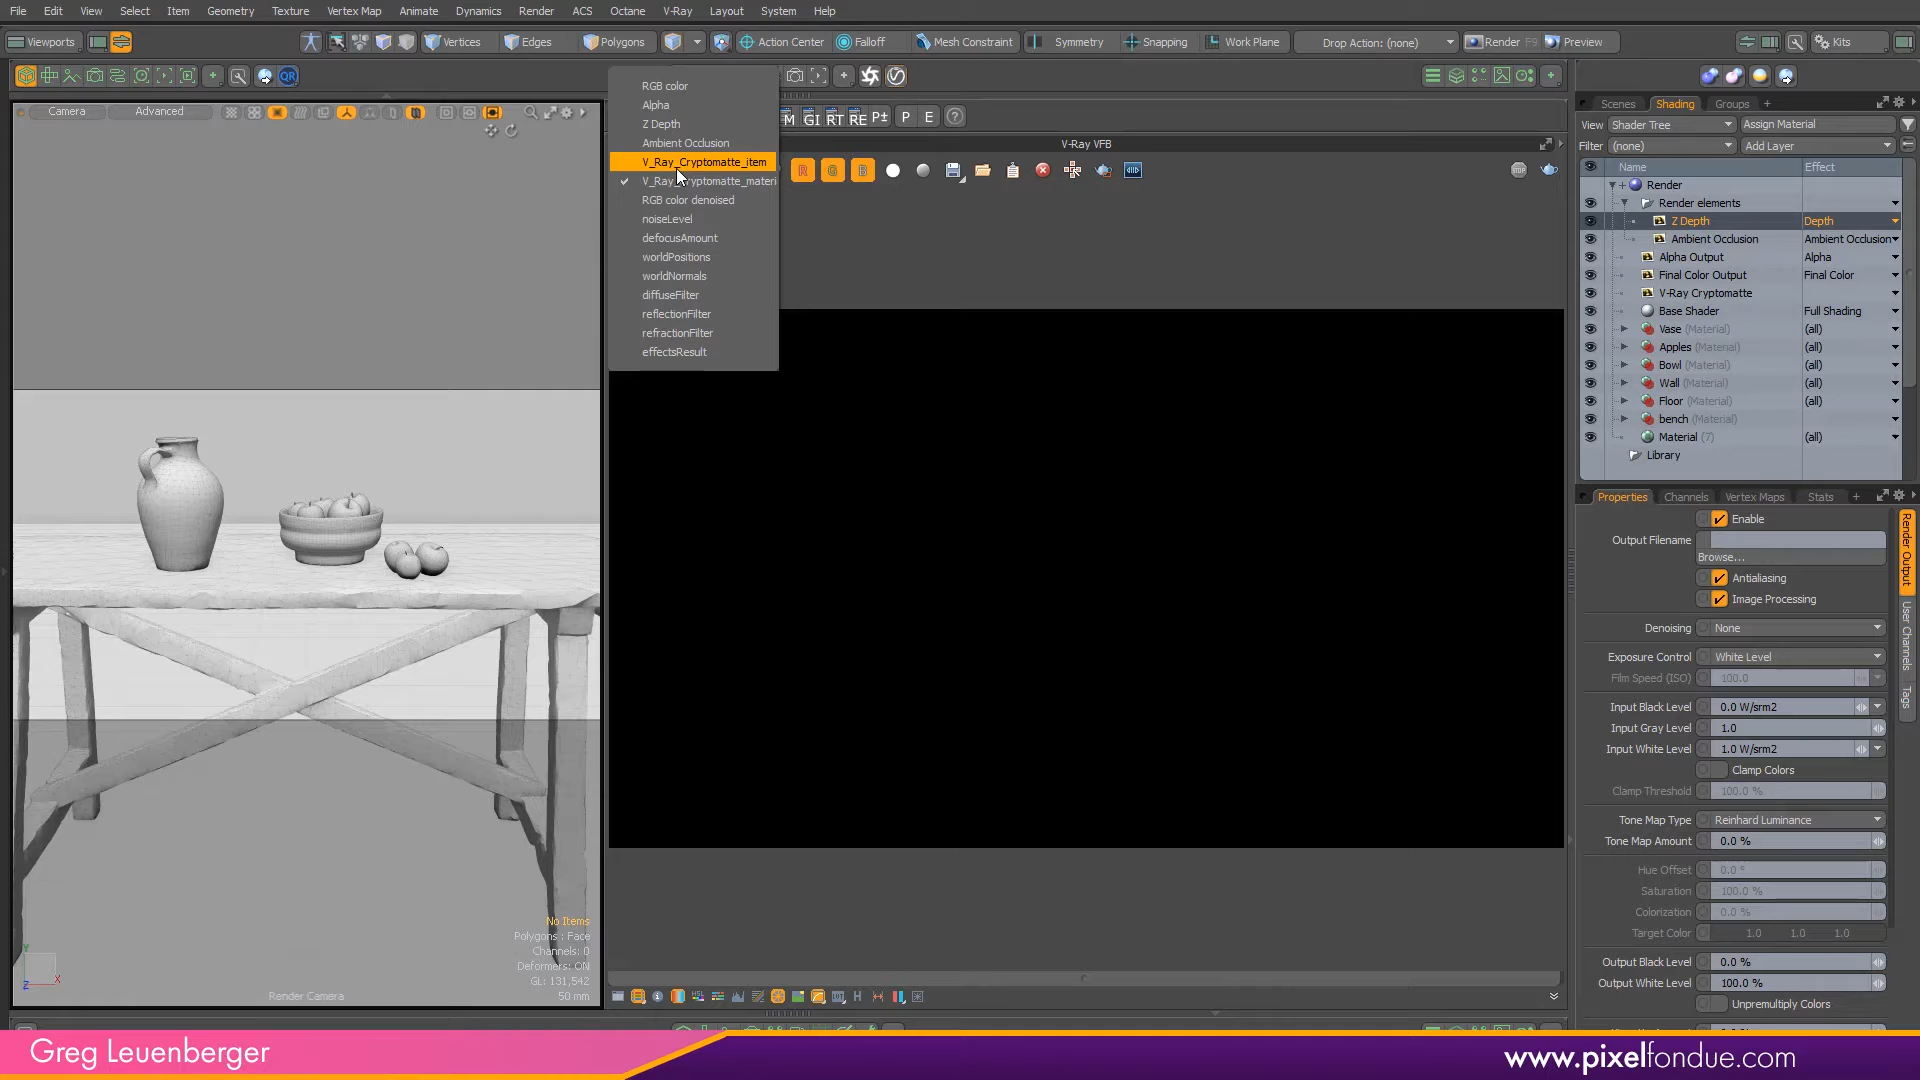 File Edit View Select Item Geometry Texture Vertex Map Animate Dynamics Render ACS Octane V-Ray Layout System Help
Viewports Vertices Edges Polygons Action Center Falloff Mesh Constraint Symmetry Snapping Work Plane Drop Action: (none) Render F9 Preview Kits
QR
Camera Advanced
RGB color
Alpha
Z Depth
Ambient Occlusion
V_Ray_Cryptomatte_item
V_Ray_Cryptomatte_materi
RGB color denoised
noiseLevel
defocusAmount
worldPositions
worldNormals
diffuseFilter
reflectionFilter
refractionFilter
effectsResult
M GI RT RE P± P E ?
V-Ray VFB
R G B
STOP
No Items
Polygons : Face
Channels: 0
Deformers: ON
GL: 131,542
50 mm
Render Camera
Y
X
Z
H
Scenes Shading Groups +
View Shader Tree Assign Material
Filter (none) Add Layer
Name Effect
Render
Render elements
Z Depth Depth
Ambient Occlusion Ambient Occlusion
Alpha Output Alpha
Final Color Output Final Color
V-Ray Cryptomatte
Base Shader Full Shading
Vase (Material) (all)
Apples (Material) (all)
Bowl (Material) (all)
Wall (Material) (all)
Floor (Material) (all)
bench (Material)
Material (7) (all)
Library
Properties Channels Vertex Maps Stats +
Enable
Output Filename
Browse...
Antialiasing
Image Processing
Denoising None
Exposure Control White Level
Film Speed (ISO) 100.0
Input Black Level 0.0 W/srm2
Input Gray Level 1.0
Input White Level 1.0 W/srm2
Clamp Colors
Clamp Threshold 100.0 %
Tone Map Type Reinhard Luminance
Tone Map Amount 0.0 %
Hue Offset 0.0 °
Saturation 100.0 %
Colorization 0.0 %
Target Color 1.0 1.0 1.0
Output Black Level 0.0 %
Output White Level 100.0 %
Unpremultiply Colors
Render Output
User Channels
Tags
Greg Leuenberger
www.pixelfondue.com